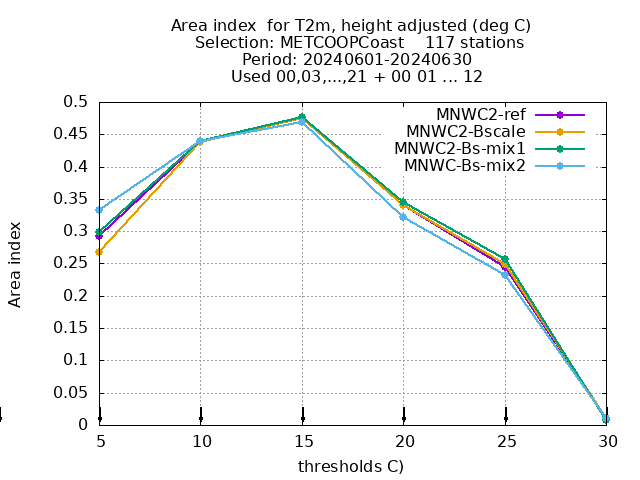 Area index  for T2m, height adjusted (deg C)
Selection: METCOOPCoast    117 stations
Period: 20240601-20240630
Used 00,03,...,21 + 00 01 ... 12
MNWC2-ref
MNWC2-Bscale
MNWC2-Bs-mix1
MNWC-Bs-mix2
Area index
0.5
0.45
0.4
0.35
0.3
0.25
0.2
0.15
0.1
0.05
0
5 10 15 20 25 30
thresholds C)